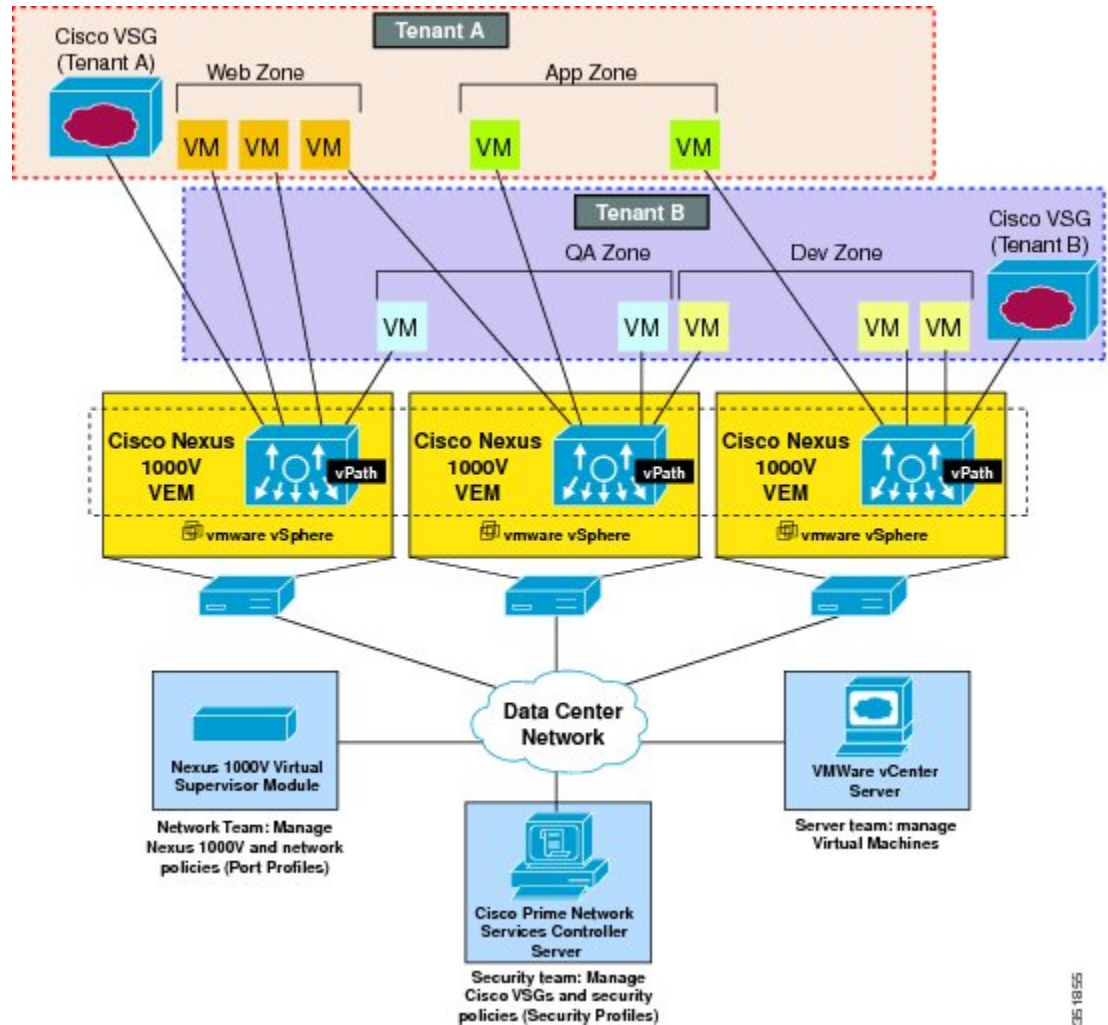 Tenant A
Cisco VSG
(Tenant A)
Web Zone
App Zone
VM
VM
VM
VM
VM
Tenant B
Cisco VSG
(Tenant B)
QA Zone
Dev Zone
VM
VM
VM
VM
VM
Cisco Nexus
1000V
VEM
vPath
vmware vSphere
Cisco Nexus
1000V
VEM
vPath
vmware vSphere
Cisco Nexus
1000V
VEM
vPath
vmware vSphere
Data Center
Network
Nexus 1000V Virtual
Supervisor Module
Network Team: Manage
Nexus 1000V and network
policies (Port Profiles)
VMWare vCenter
Server
Server team: manage
Virtual Machines
Cisco Prime Network
Services Controller
Server
Security team: Manage
Cisco VSGs and security
policies (Security Profiles)
351855